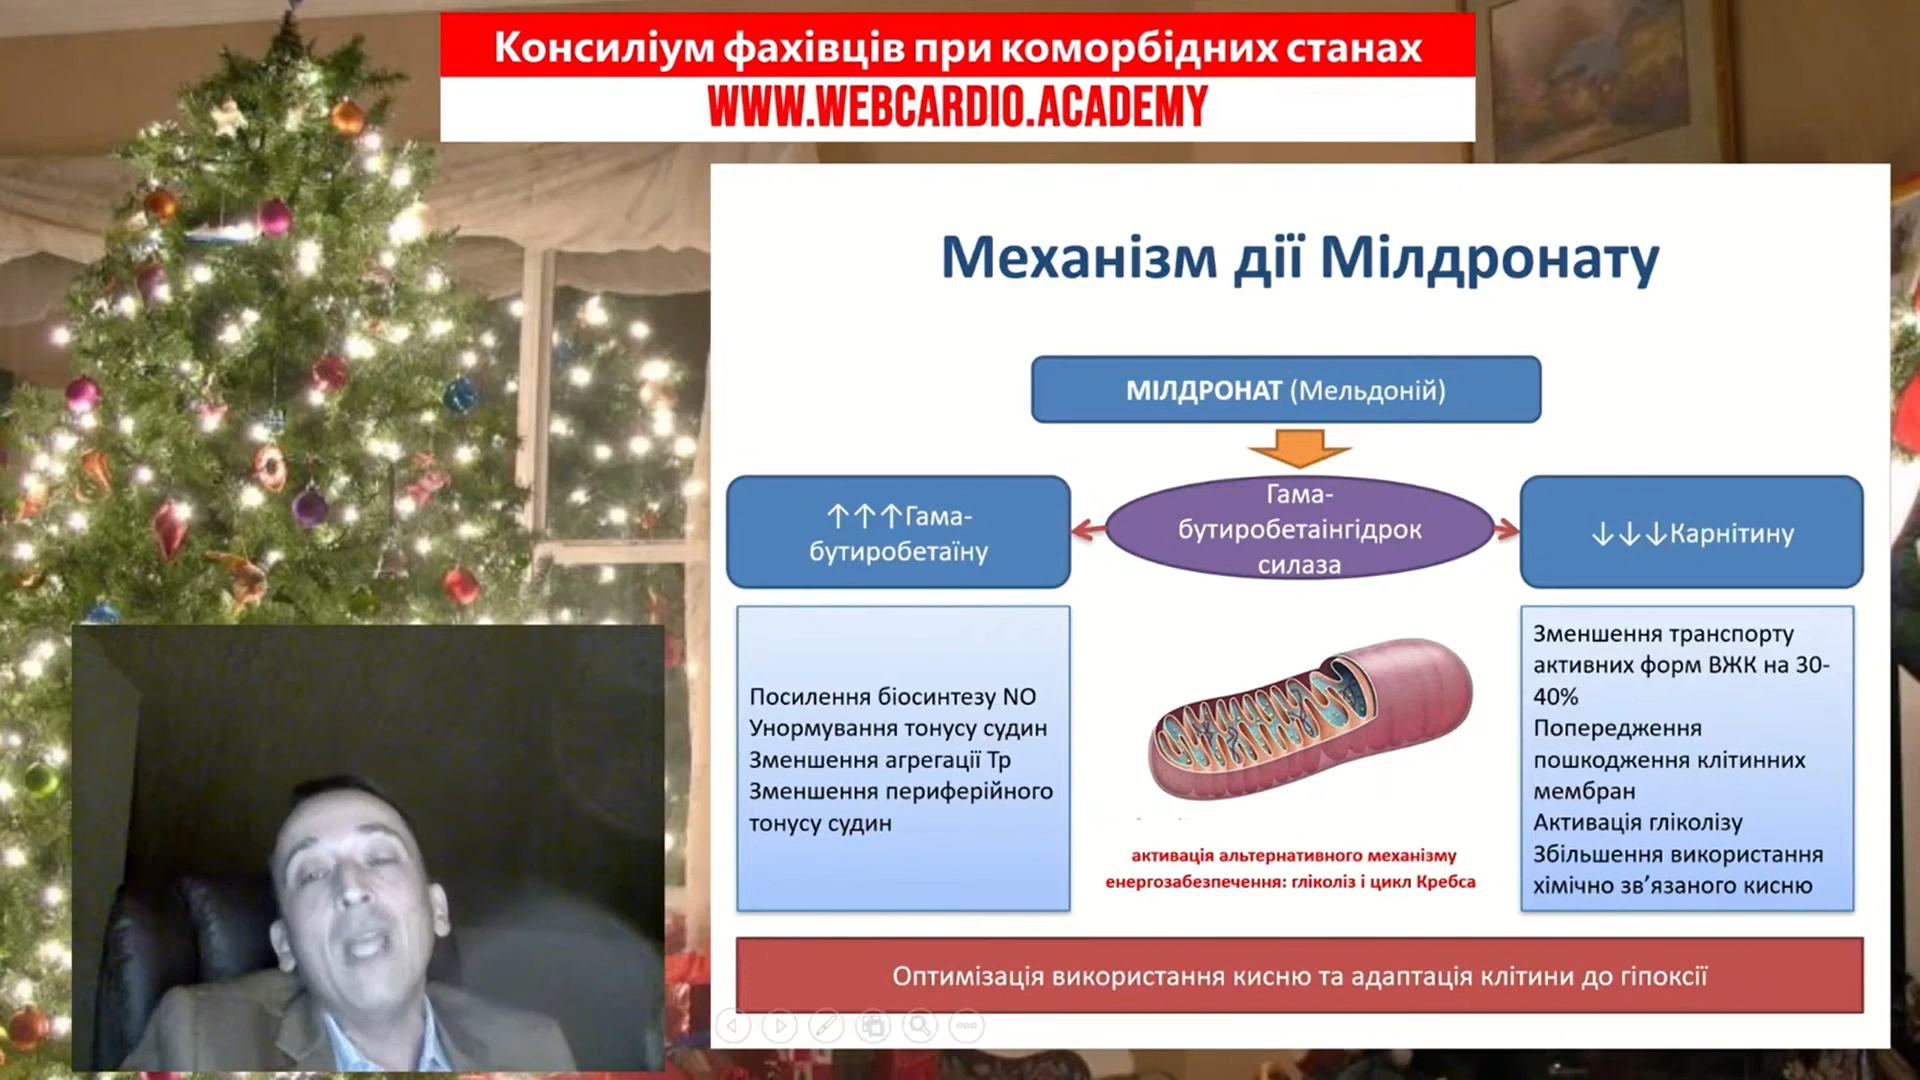 Консиліум фахівців при коморбідних станах
WWW.WEBCARDIO.ACADEMY
Механізм дії Мілдронату
МІЛДРОНАТ (Мельдоній)
↑↑↑Гама-
бутиробетаїну
Гама-
бутиробетаінгідрок
силаза
↓↓↓Карнітину
Посилення біосинтезу NO
Унормування тонусу судин
Зменшення агрегації Тр
Зменшення периферійного
тонусу судин
активація альтернативного механізму
енергозабезпечення: гліколіз і цикл Кребса
Зменшення транспорту
активних форм ВЖК на 30-
40%
Попередження
пошкодження клітинних
мембран
Активація гліколізу
Збільшення використання
хімічно зв’язаного кисню
Оптимізація використання кисню та адаптація клітини до гіпоксії